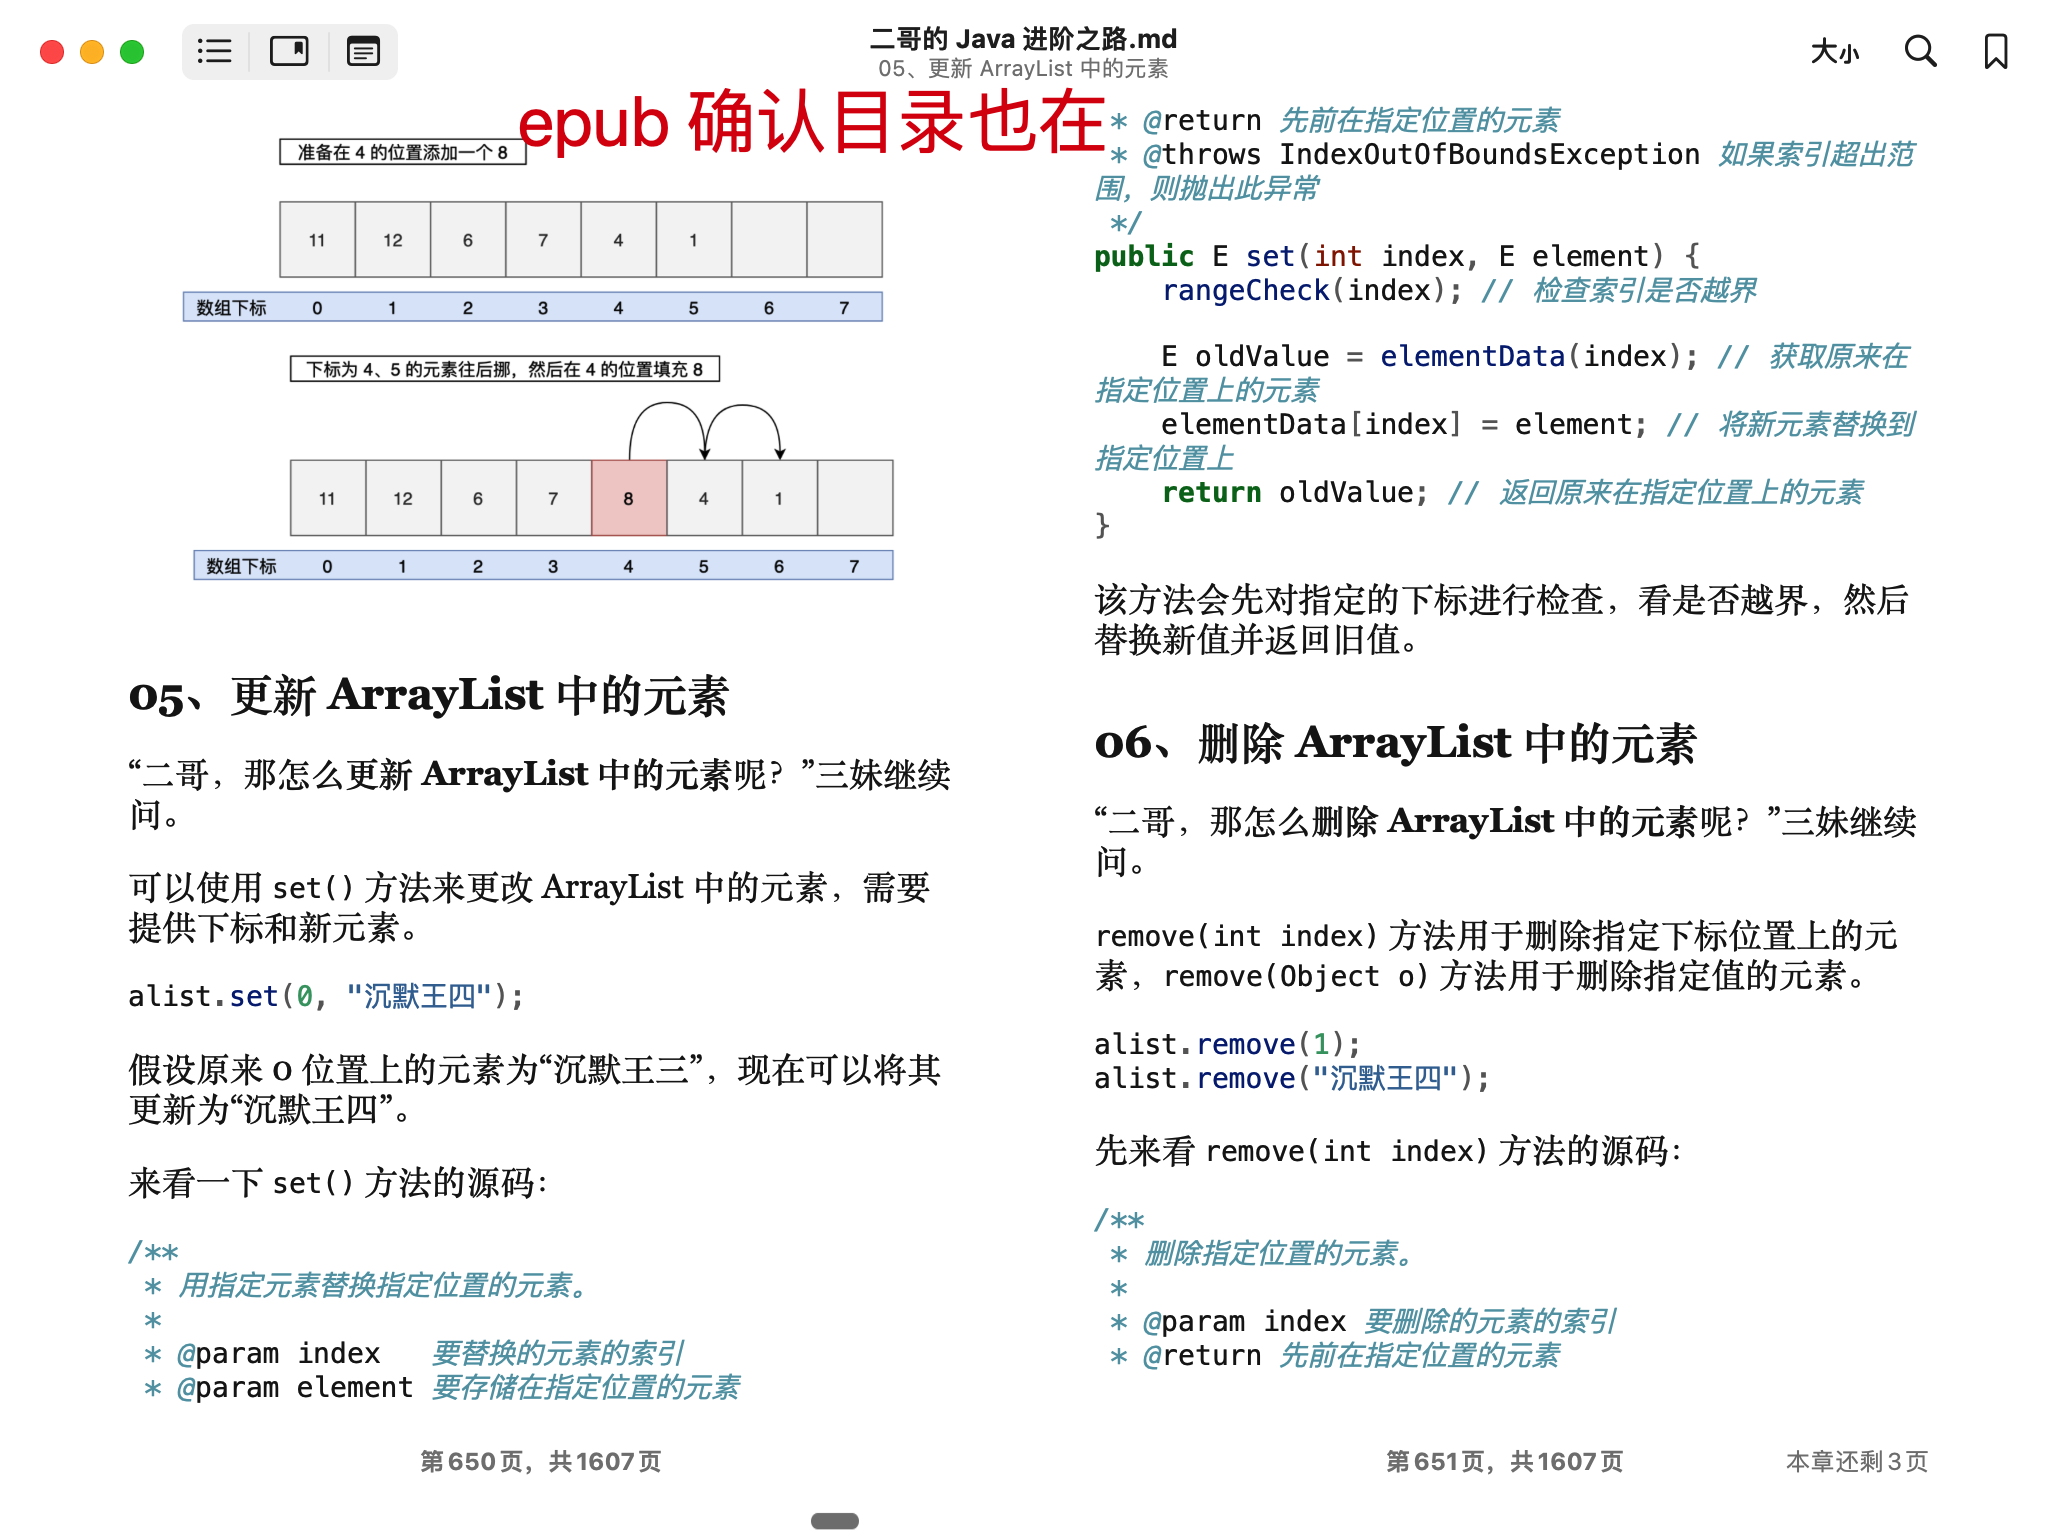 二哥的 Java 进阶之路.md
05、更新 ArrayList 中的元素
大小
epub 确认目录也在
准备在 4 的位置添加一个 8
11 12 6 7 4 1
数组下标 0 1 2 3 4 5 6 7
下标为 4、5 的元素往后挪，然后在 4 的位置填充 8
11 12 6 7 8 4 1
数组下标 0 1 2 3 4 5 6 7
05、更新 ArrayList 中的元素
“二哥，那怎么更新 ArrayList 中的元素呢？”三妹继续
问。
可以使用 set() 方法来更改 ArrayList 中的元素，需要
提供下标和新元素。
alist.set(0, "沉默王四");
假设原来 0 位置上的元素为“沉默王三”，现在可以将其
更新为“沉默王四”。
来看一下 set() 方法的源码：
/**
 * 用指定元素替换指定位置的元素。
 *
 * @param index   要替换的元素的索引
 * @param element 要存储在指定位置的元素
第650页，共1607页
 * @return 先前在指定位置的元素
 * @throws IndexOutOfBoundsException 如果索引超出范
围，则抛出此异常
 */
public E set(int index, E element) {
    rangeCheck(index); // 检查索引是否越界
    E oldValue = elementData(index); // 获取原来在
指定位置上的元素
    elementData[index] = element; // 将新元素替换到
指定位置上
    return oldValue; // 返回原来在指定位置上的元素
}
该方法会先对指定的下标进行检查，看是否越界，然后
替换新值并返回旧值。
06、删除 ArrayList 中的元素
“二哥，那怎么删除 ArrayList 中的元素呢？”三妹继续
问。
remove(int index) 方法用于删除指定下标位置上的元
素，remove(Object o) 方法用于删除指定值的元素。
alist.remove(1);
alist.remove("沉默王四");
先来看 remove(int index) 方法的源码：
/**
 * 删除指定位置的元素。
 *
 * @param index 要删除的元素的索引
 * @return 先前在指定位置的元素
第651页，共1607页
本章还剩3页